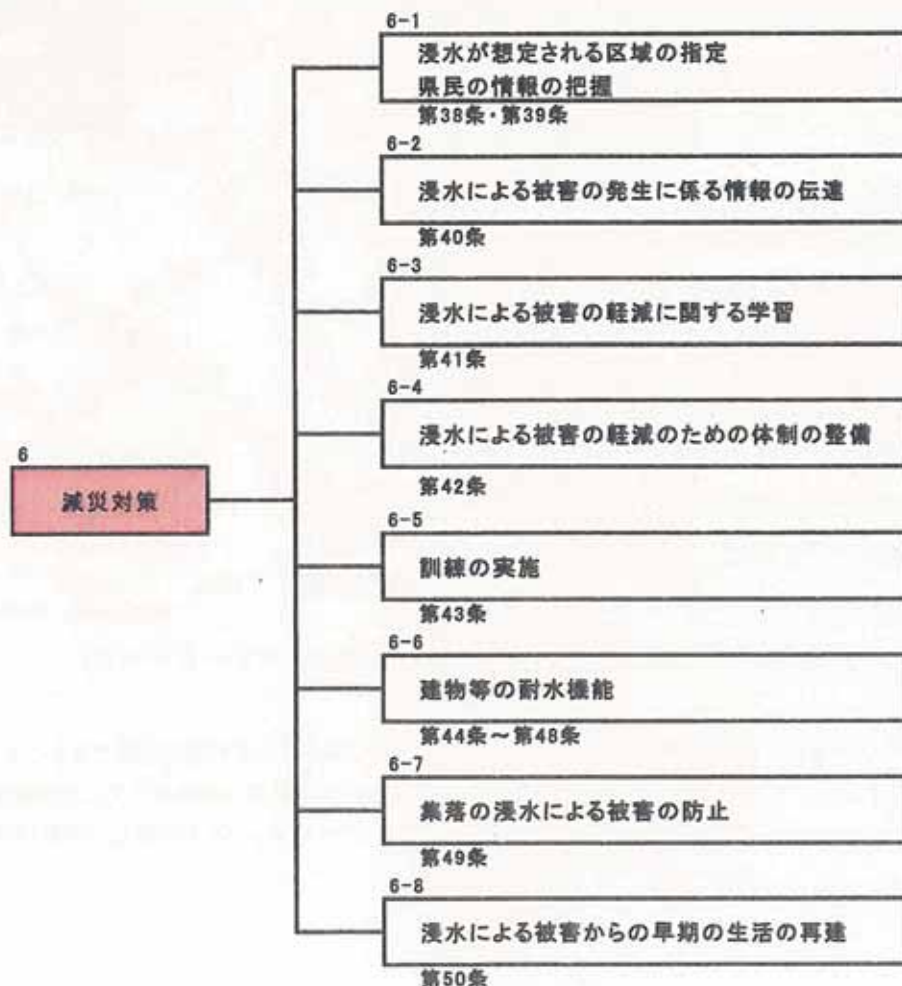 6-1
浸水が想定される区域の指定
県民の情報の把握
第38条・第39条
6-2
浸水による被害の発生に係る情報の伝達
第40条
6-3
浸水による被害の軽減に関する学習
第41条
6-4
浸水による被害の軽減のための体制の整備
第42条
6
減災対策
6-5
訓練の実施
第43条
6-6
建物等の耐水機能
第44条～第48条
6-7
集落の浸水による被害の防止
第49条
6-8
浸水による被害からの早期の生活の再建
第50条